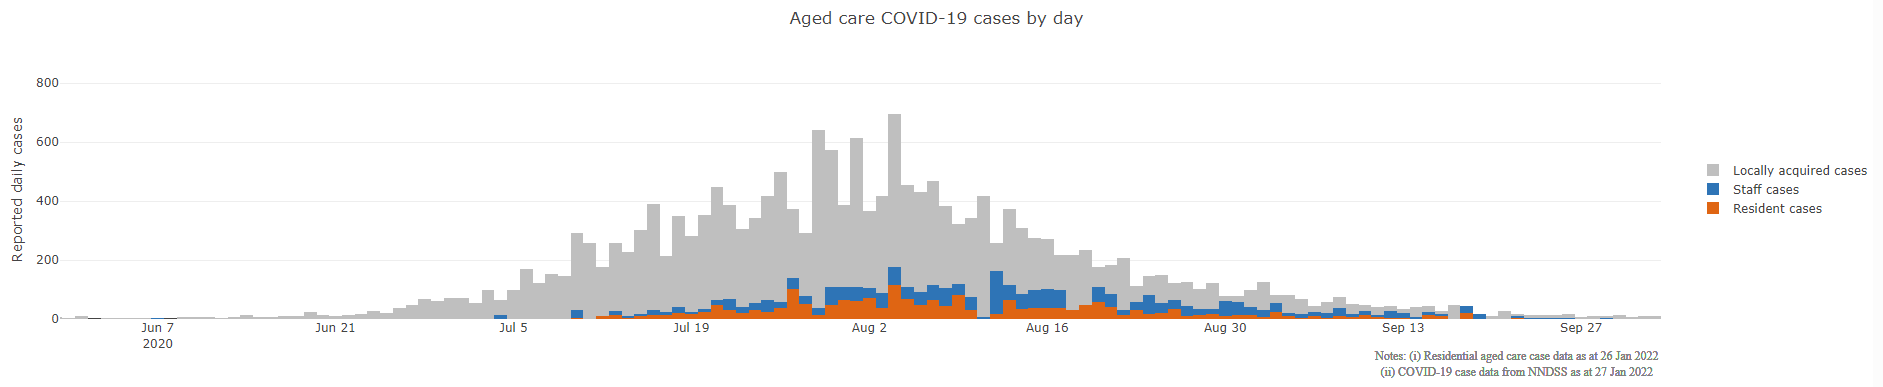 Aged care COVID-19 cases by day
Reported daily cases
800
600
400
200
0
Jun 7
2020
Jun 21
Jul 5
Jul 19
Aug 2
Aug 16
Aug 30
Sep 13
Sep 27
Locally acquired cases
Staff cases
Resident cases
Notes: (i) Residential aged care case data as at 26 Jan 2022
(ii) COVID-19 case data from NNDSS as at 27 Jan 2022